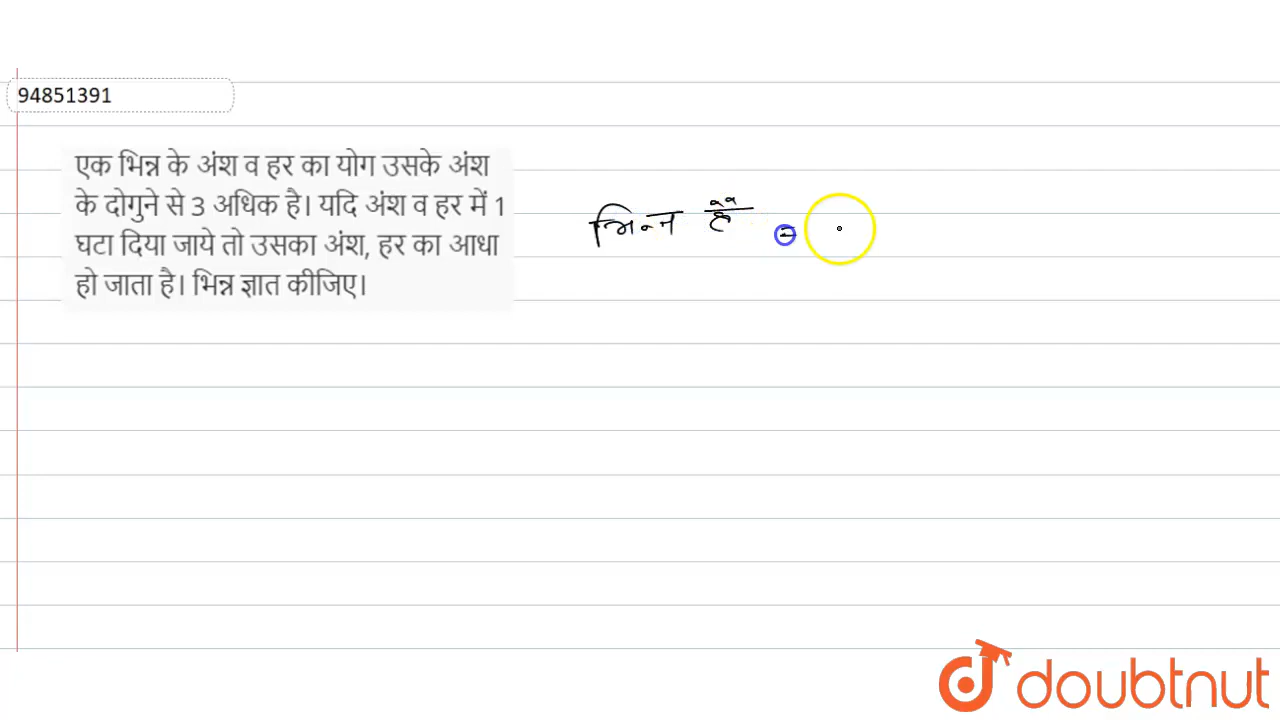 94851391
एक भिन्न के अंश व हर का योग उसके अंश
के दोगुने से 3 अधिक है। यदि अंश व हर में 1
घटा दिया जाये तो उसका अंश, हर का आधा
हो जाता है। भिन्न ज्ञात कीजिए।
भिन्न
=
doubtnut